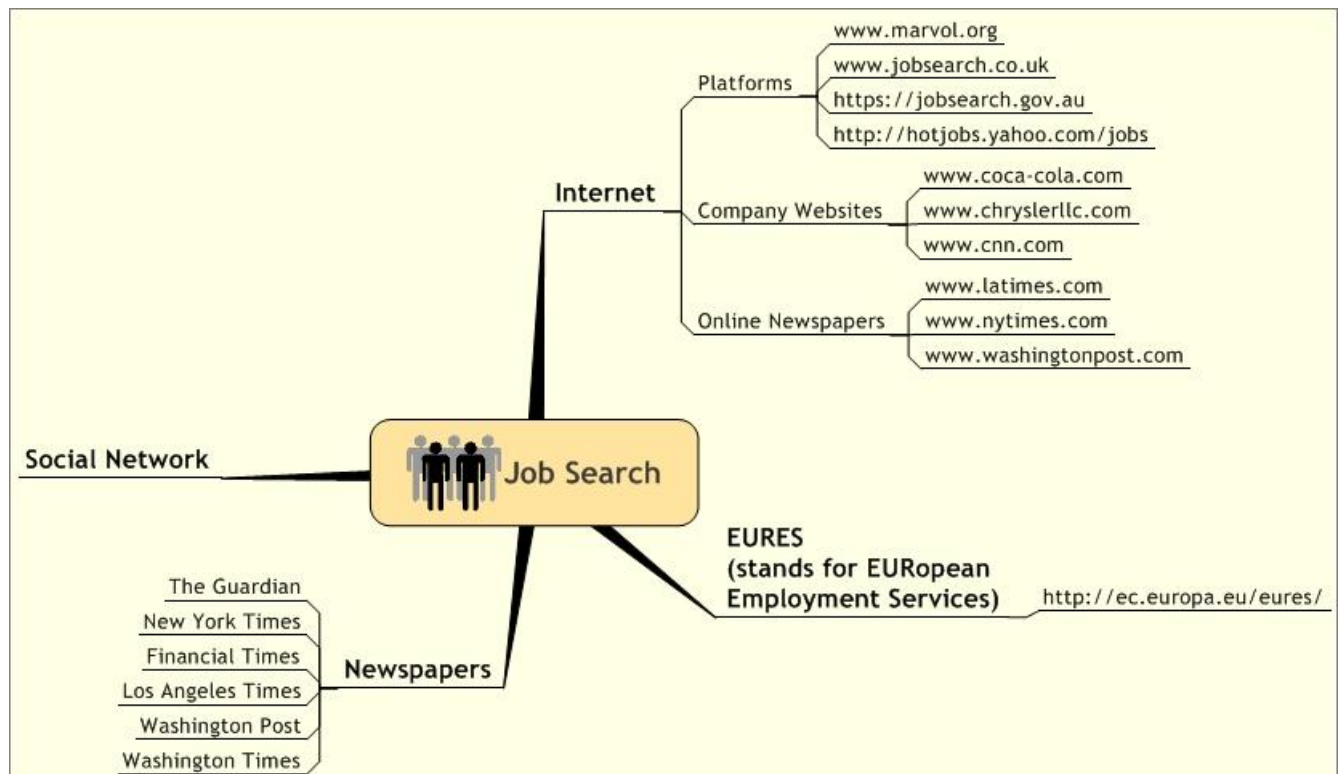 www.marvol.org
www.jobsearch.co.uk
Platforms
https://jobsearch.gov.au
http://hotjobs.yahoo.com/jobs
Internet
www.coca-cola.com
Company Websites
www.chryslerllc.com
www.cnn.com
www.latimes.com
Online Newspapers
www.nytimes.com
www.washingtonpost.com
Social Network
Job Search
EURES
(stands for EURopean
Employment Services)
http://ec.europa.eu/eures/
The Guardian
New York Times
Financial Times
Newspapers
Los Angeles Times
Washington Post
Washington Times